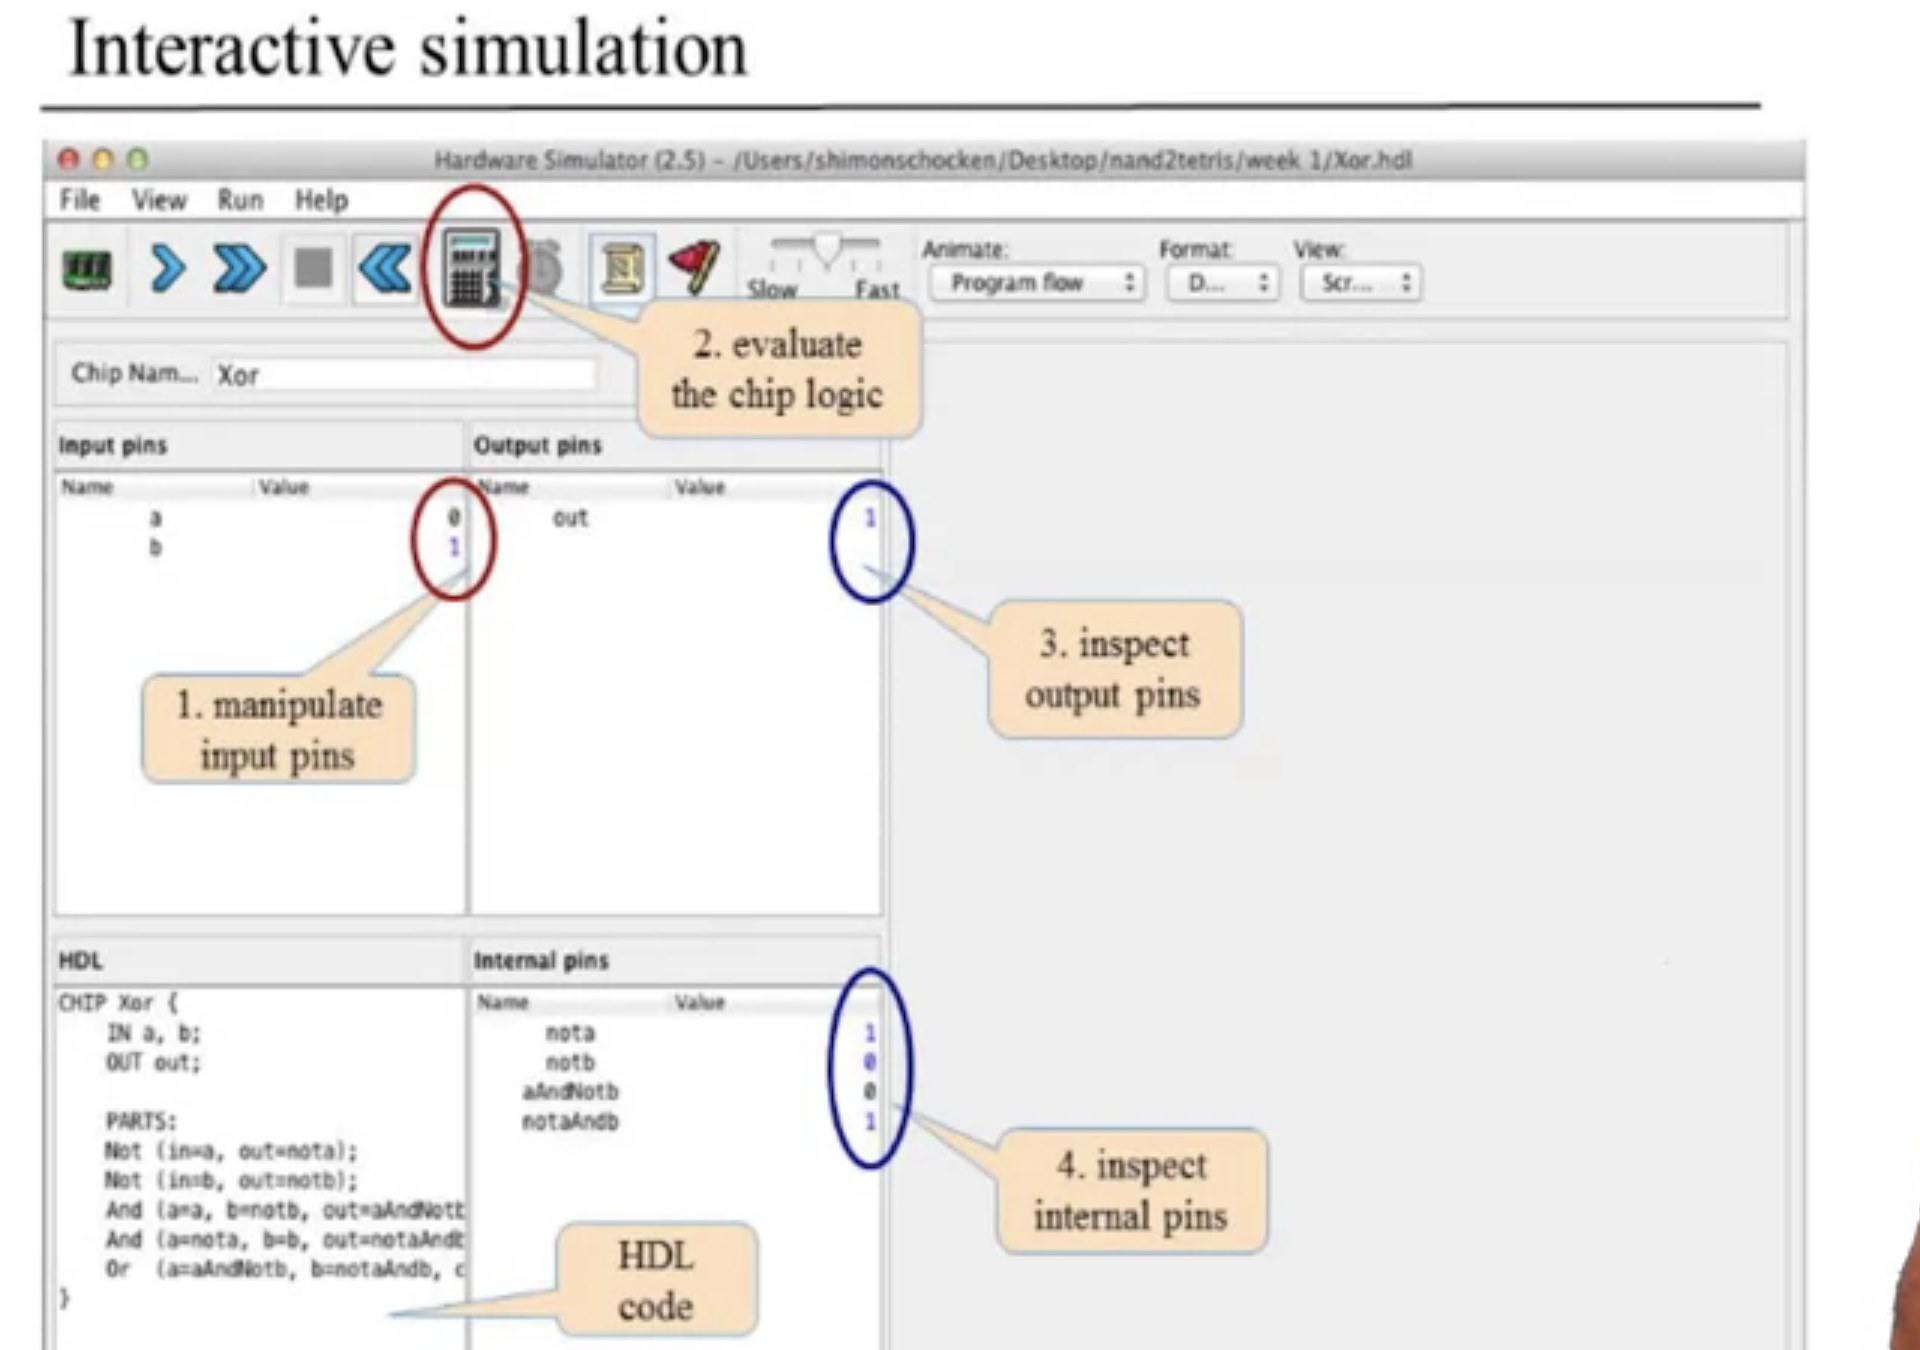 Interactive simulation
Hardware Simulator (2.5) – /Users/shimonschocken/Desktop/nand2tetris/week 1/Xor.hdl
File View Run Help
Slow Fast
Animate:
Program flow
Format:
D...
View:
Scr...
2. evaluate
the chip logic
Chip Nam... Xor
Input pins
Name Value
a 0
b 1
Output pins
Name Value
out 1
1. manipulate
input pins
3. inspect
output pins
HDL
CHIP Xor {
IN a, b;
OUT out;
PARTS:
Not (in=a, out=nota);
Not (in=b, out=notb);
And (a=a, b=notb, out=aAndNotb
And (a=nota, b=b, out=notaAndb
Or (a=aAndNotb, b=notaAndb, c
}
Internal pins
Name Value
nota 1
notb 0
aAndNotb 0
notaAndb 1
4. inspect
internal pins
HDL
code